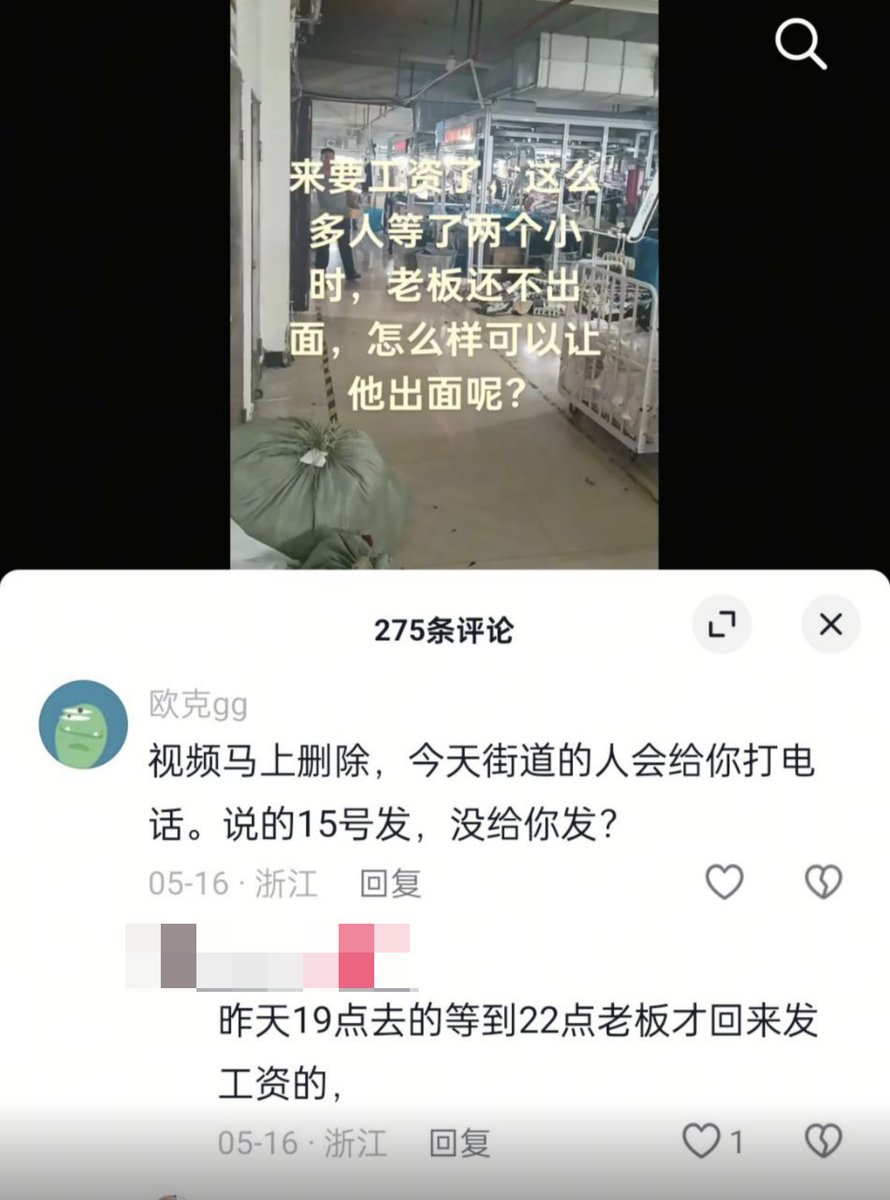 来要工资了，这么
多人等了两个小
时，老板还不出
面，怎么样可以让
他出面呢？
275条评论
欧克gg
视频马上删除，今天街道的人会给你打电
话。说的15号发，没给你发？
05-16 · 浙江 回复
昨天19点去的等到22点老板才回来发
工资的，
05-16 · 浙江 回复 1